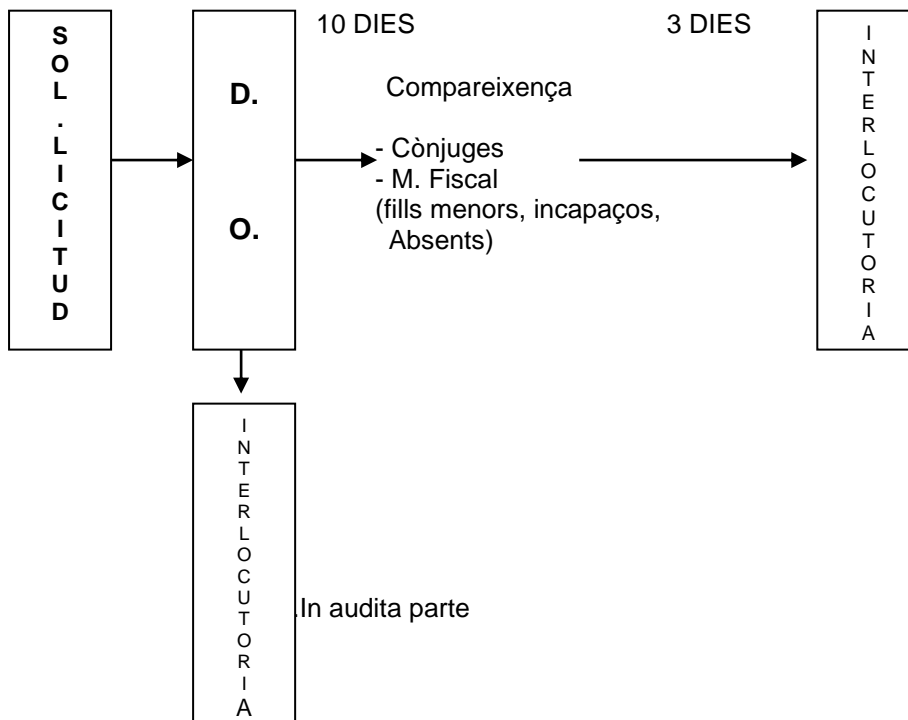 SOL.LICITUD
D.
O.
10 DIES
Compareixença
- Cònjuges
- M. Fiscal
(fills menors, incapaços,
Absents)
3 DIES
INTERLOCUTORIA
INTERLOCUTORIA
.In audita parte